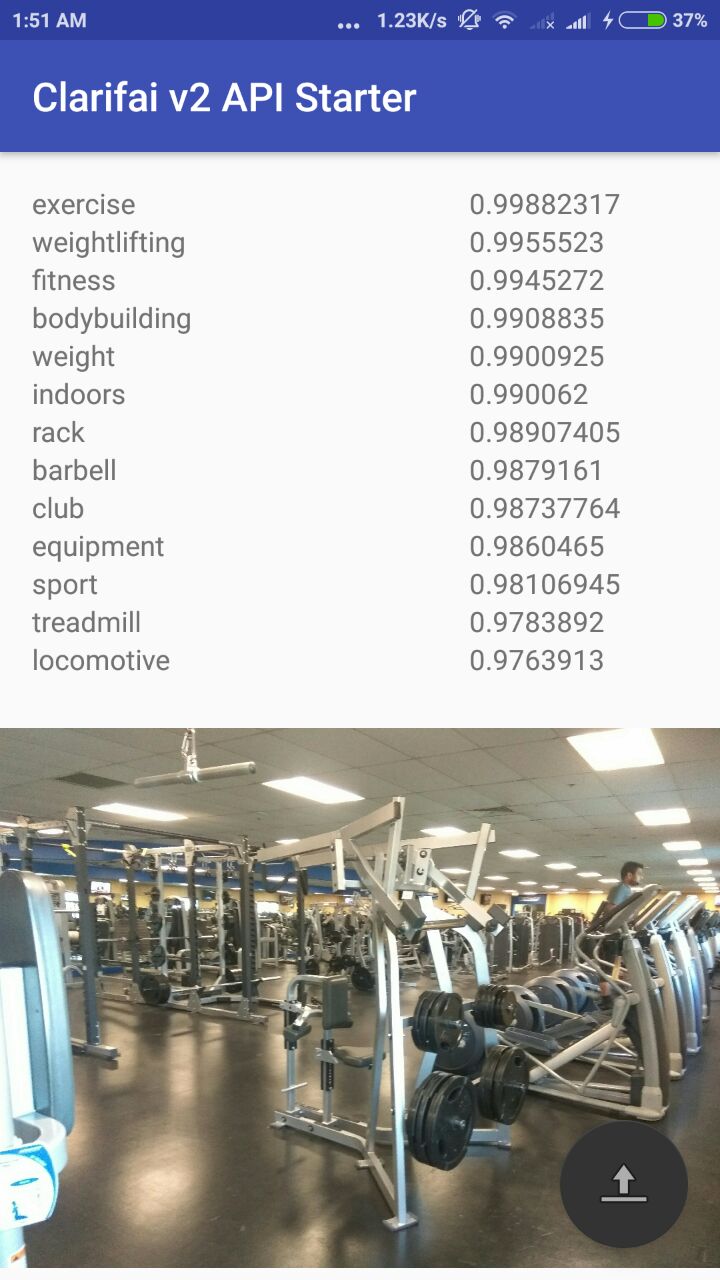 1:51 AM ... 1.23K/s 37%
Clarifai v2 API Starter
exercise 0.99882317
weightlifting 0.9955523
fitness 0.9945272
bodybuilding 0.9908835
weight 0.9900925
indoors 0.990062
rack 0.98907405
barbell 0.9879161
club 0.98737764
equipment 0.9860465
sport 0.98106945
treadmill 0.9783892
locomotive 0.9763913